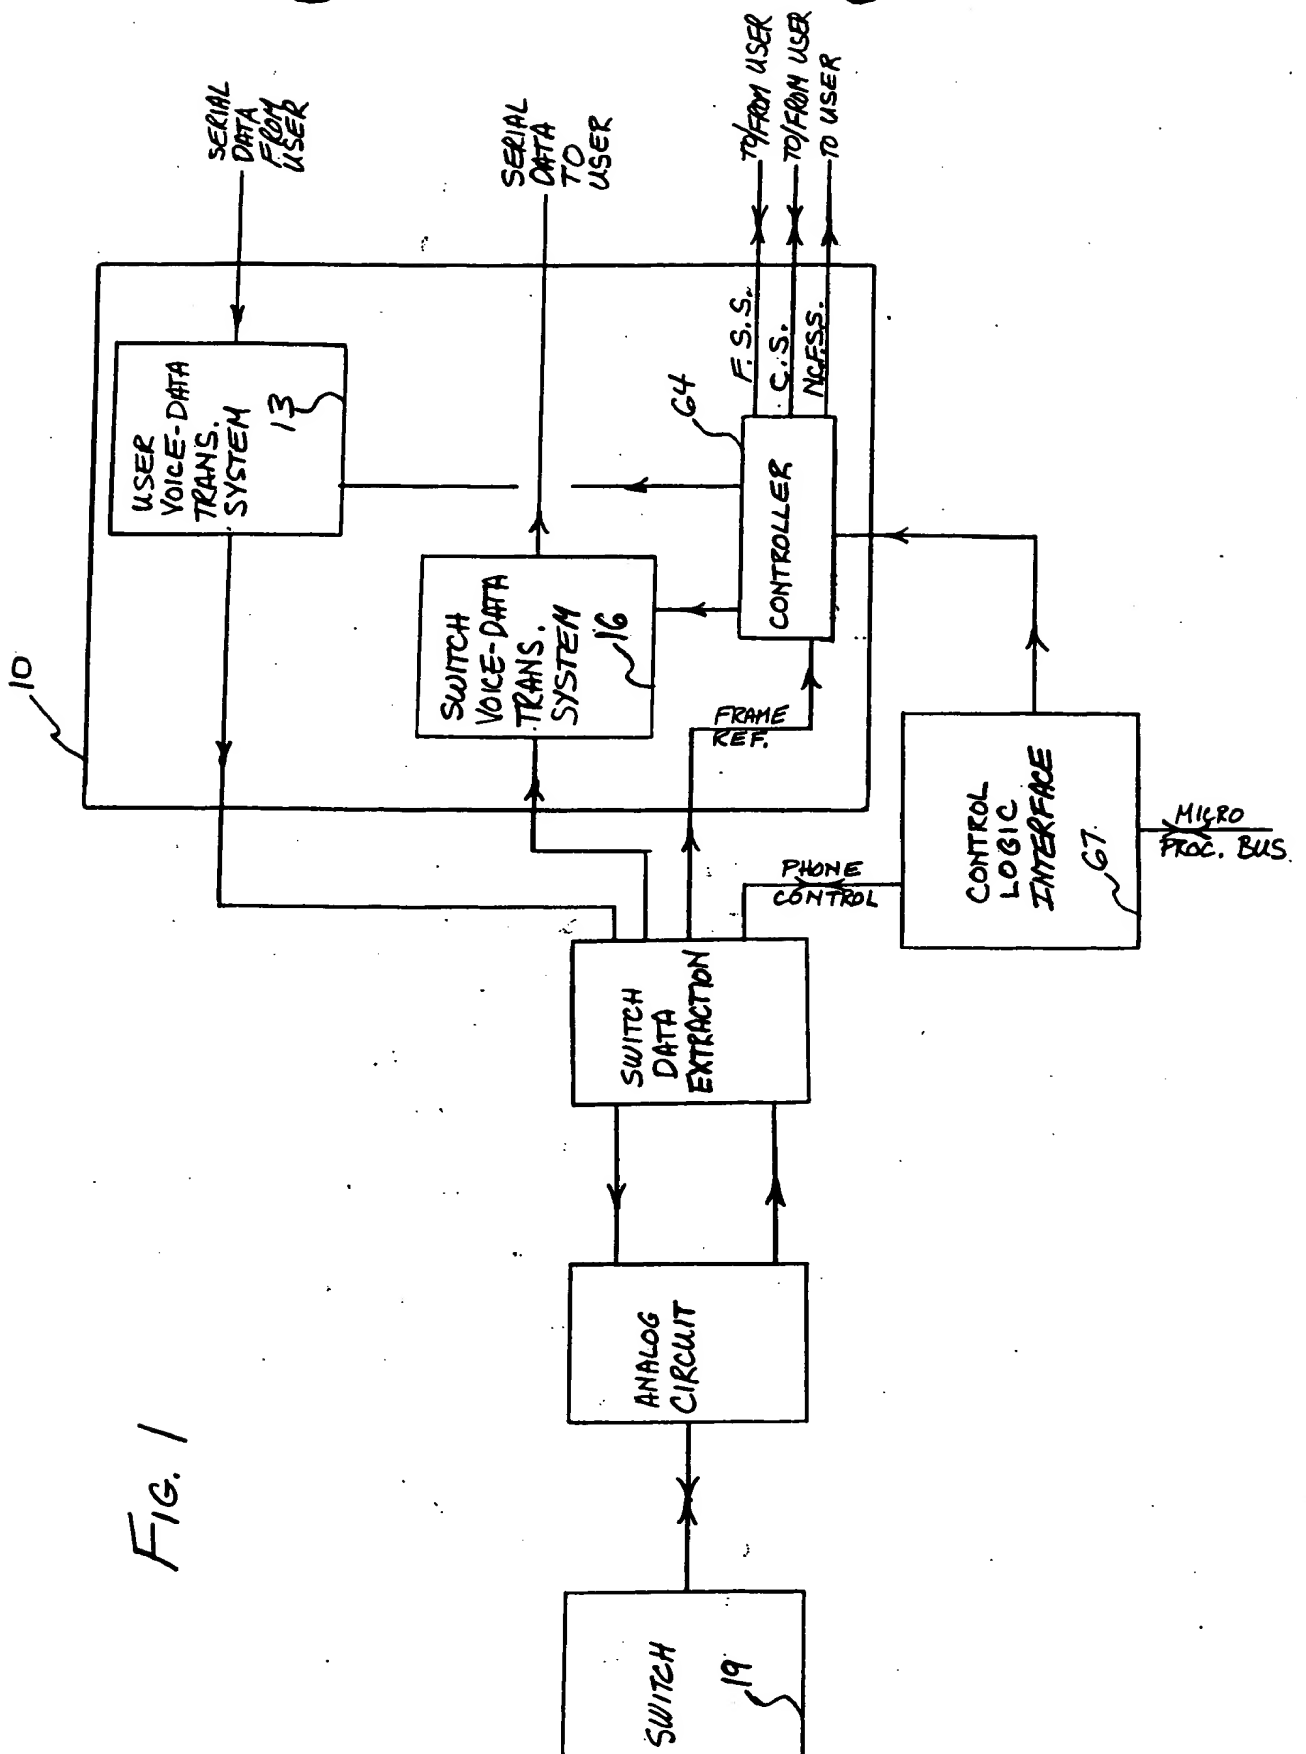 FIG. 1
10
SERIAL
DATA
FROM
USER
USER
VOICE-DATA
TRANS.
SYSTEM
13
SERIAL
DATA
TO
USER
SWITCH
VOICE-DATA
TRANS.
SYSTEM
16
TO/FROM USER
TO/FROM USER
TO USER
F.S.S.
C.S.
NCFSS.
64
CONTROLLER
FRAME
REF.
PHONE
CONTROL
CONTROL
LOGIC
INTERFACE
67
MICRO
PROC. BUS
SWITCH
DATA
EXTRACTION
ANALOG
CIRCUIT
SWITCH
19